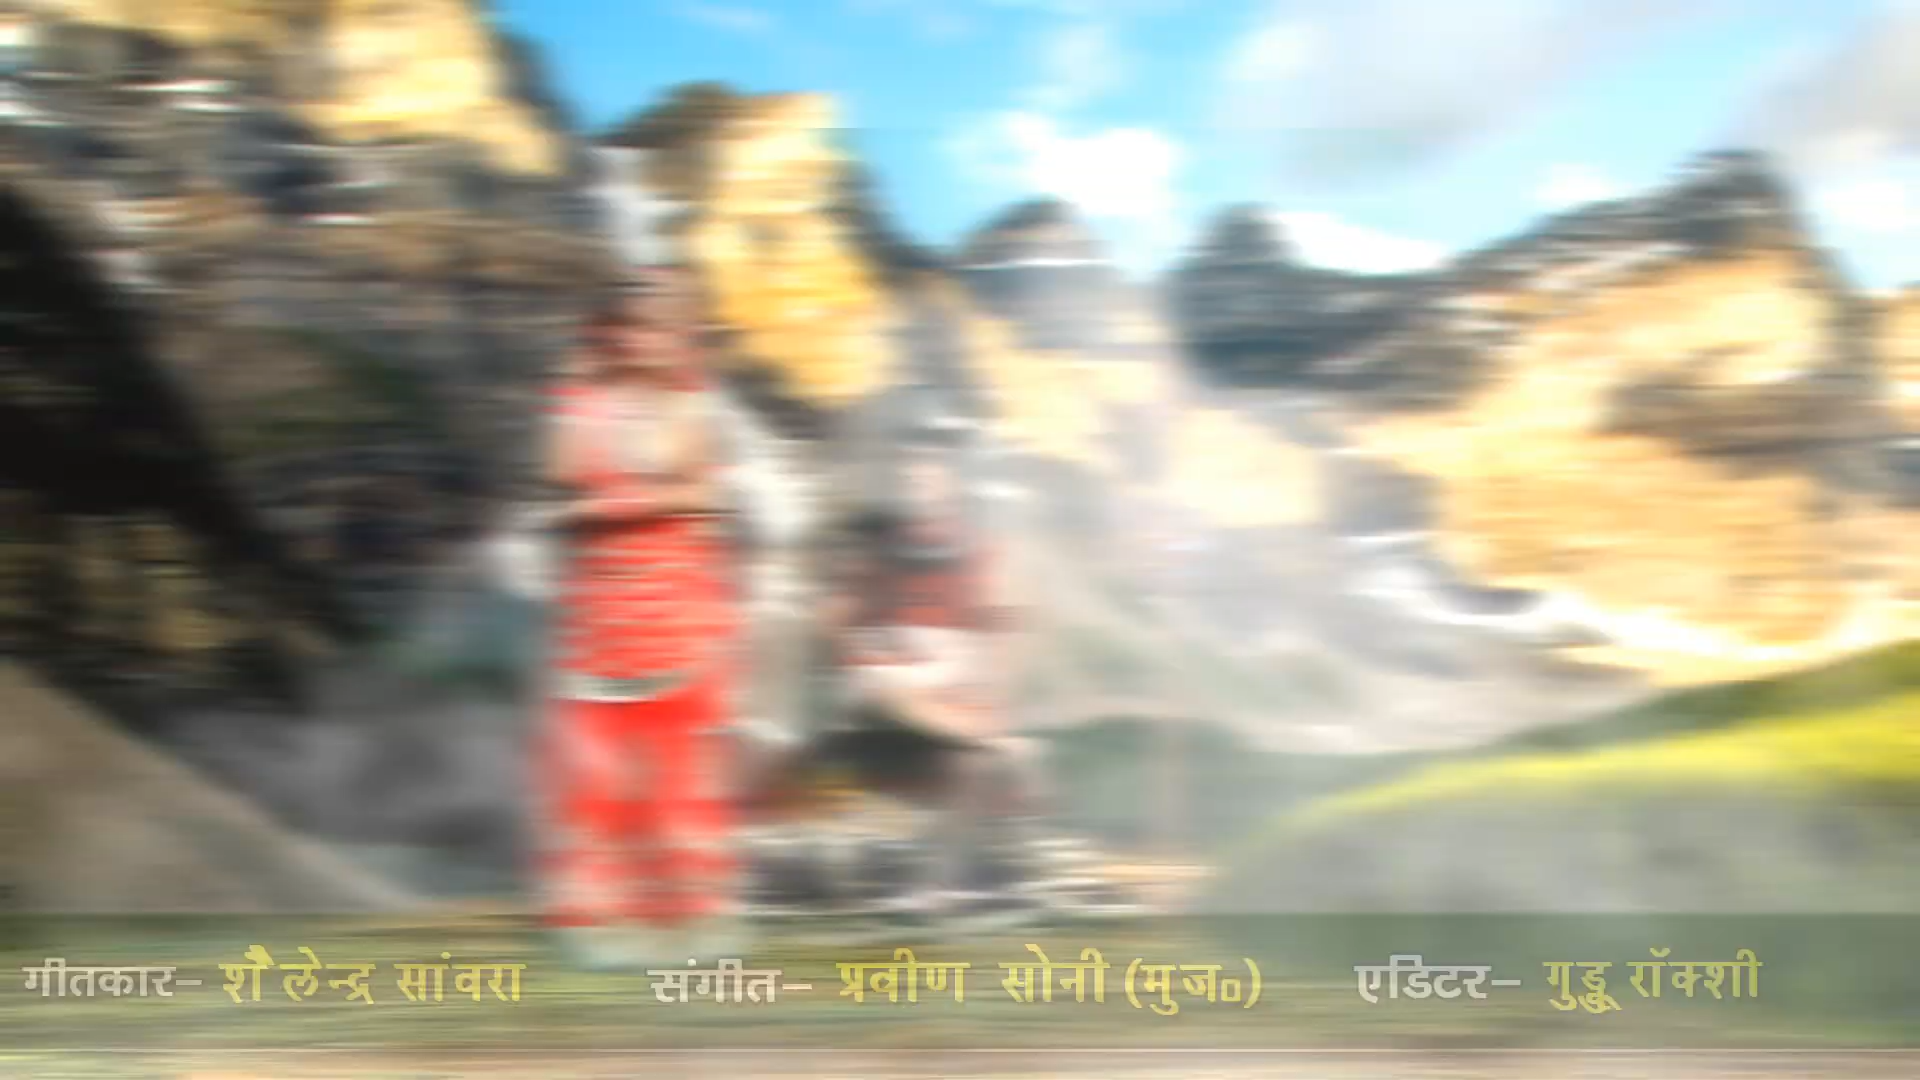 गीतकार– शैलेन्द्र सांवरा संगीत– प्रवीण सोनी (मुज०) एडिटर– गुड्डू रॉक्शी